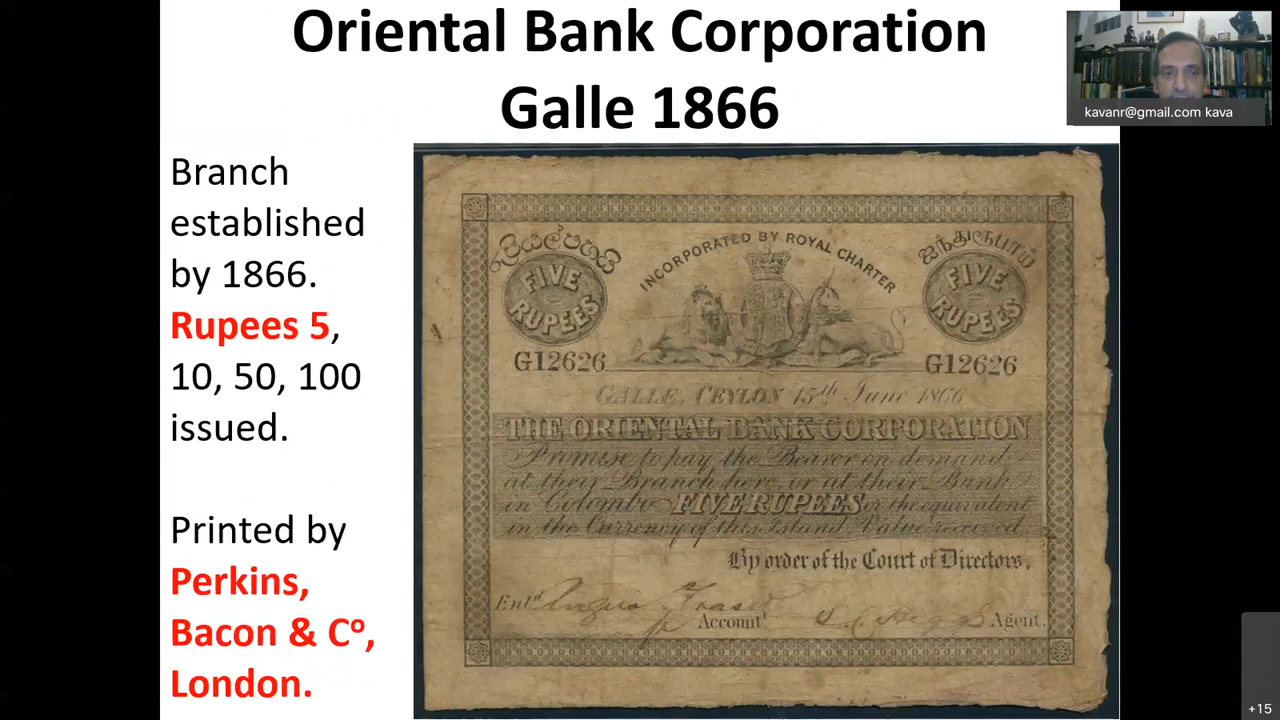 Oriental Bank Corporation
Galle 1866
kavanr@gmail.com kava
Branch
established
by 1866.
Rupees 5,
10, 50, 100
issued.
Printed by
Perkins,
Bacon & Cº,
London.
INCORPORATED BY ROYAL CHARTER
ஐந்துரூபாய்
FIVE
RUPEES
FIVE
RUPEES
G12626
G12626
GALLE, CEYLON 15th June 1866
THE ORIENTAL BANK CORPORATION
Promise to pay the Bearer on demand
at their Branch here, or at their Bank
in Colombo FIVE RUPEES or the equivalent
in the Currency of this Island Value received
By order of the Court of Directors,
Entd
Accountt
Agent.
+15